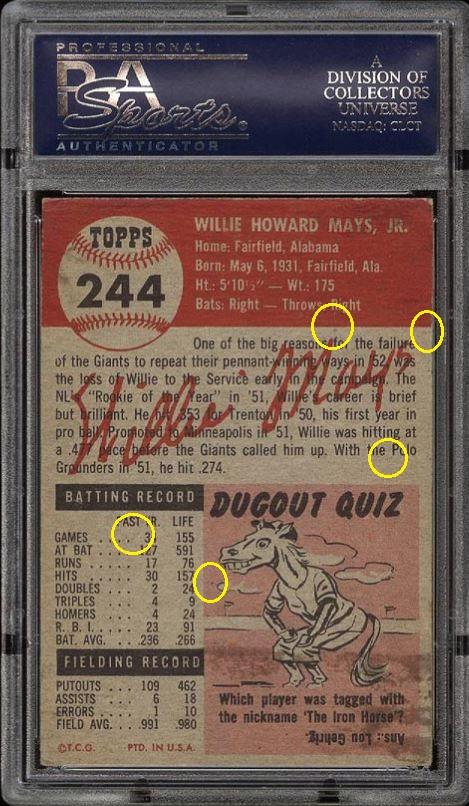 PROFESSIONAL
PSA
Sports
AUTHENTICATOR
A
DIVISION OF
COLLECTORS
UNIVERSE
NASDAQ: CLCT
TOPPS
244
WILLIE HOWARD MAYS, JR.
Home: Fairfield, Alabama
Born: May 6, 1931, Fairfield, Ala.
Ht.: 5'10½" — Wt.: 175
Bats: Right — Throws: Right
One of the big reasons for the failure
of the Giants to repeat their pennant-winning ways in '52 was
the loss of Willie to the Service early in the campaign. The
NL's "Rookie of the Year" in '51, Willie's career is brief
but brilliant. He hit .353 for Trenton in '50, his first year in
pro ball. Promoted to Minneapolis in '51, Willie was hitting at
a .477 pace before the Giants called him up. With the Polo
Grounders in '51, he hit .274.
Willie Mays
BATTING RECORD
PAST YR. LIFE
GAMES . . . 34 155
AT BAT . . . 127 591
RUNS 17 76
HITS 30 157
DOUBLES . . 2 24
TRIPLES . . 4 9
HOMERS . . 4 24
R. B. I. . . . 23 91
BAT. AVG. . . .236 .266
FIELDING RECORD
PUTOUTS . . . 109 462
ASSISTS . . . . 6 18
ERRORS . . . . 1 10
FIELD AVG. . . .991 .980
©T.C.G. PTD. IN U.S.A.
DUGOUT QUIZ
Which player was tagged with
the nickname 'The Iron Horse'?
Ans.: Lou Gehrig.